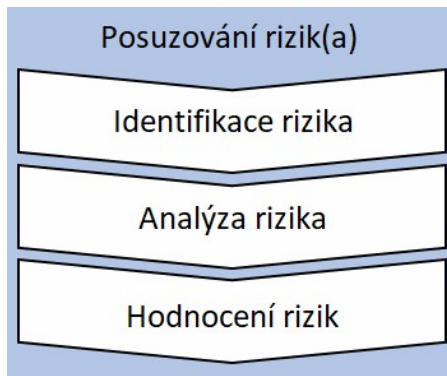 Posuzování rizik(a)
Identifikace rizika
Analýza rizika
Hodnocení rizik